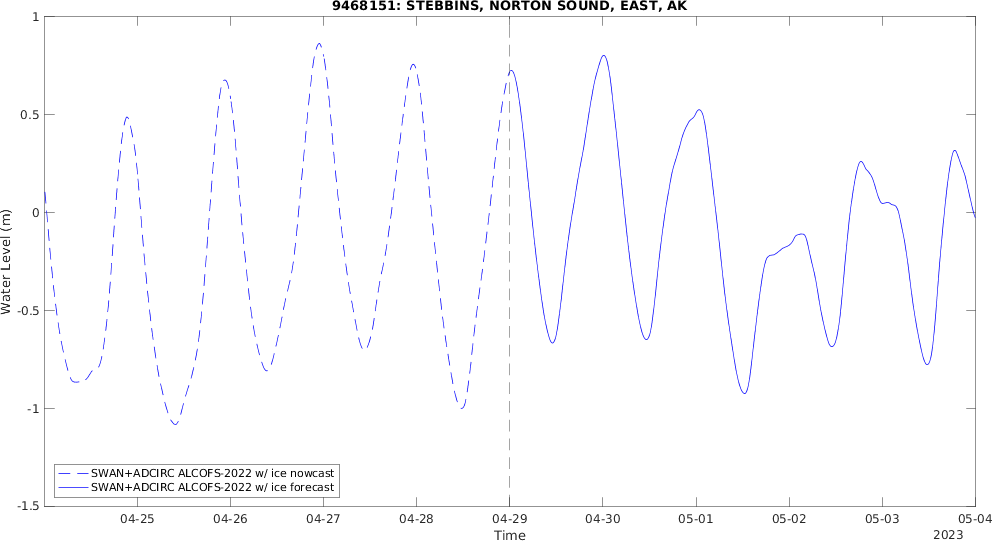 9468151: STEBBINS, NORTON SOUND, EAST, AK
1
0.5
0
-0.5
-1
-1.5
Water Level (m)
SWAN+ADCIRC ALCOFS-2022 w/ ice nowcast
SWAN+ADCIRC ALCOFS-2022 w/ ice forecast
04-25 04-26 04-27 04-28 04-29 04-30 05-01 05-02 05-03 05-04
Time
2023